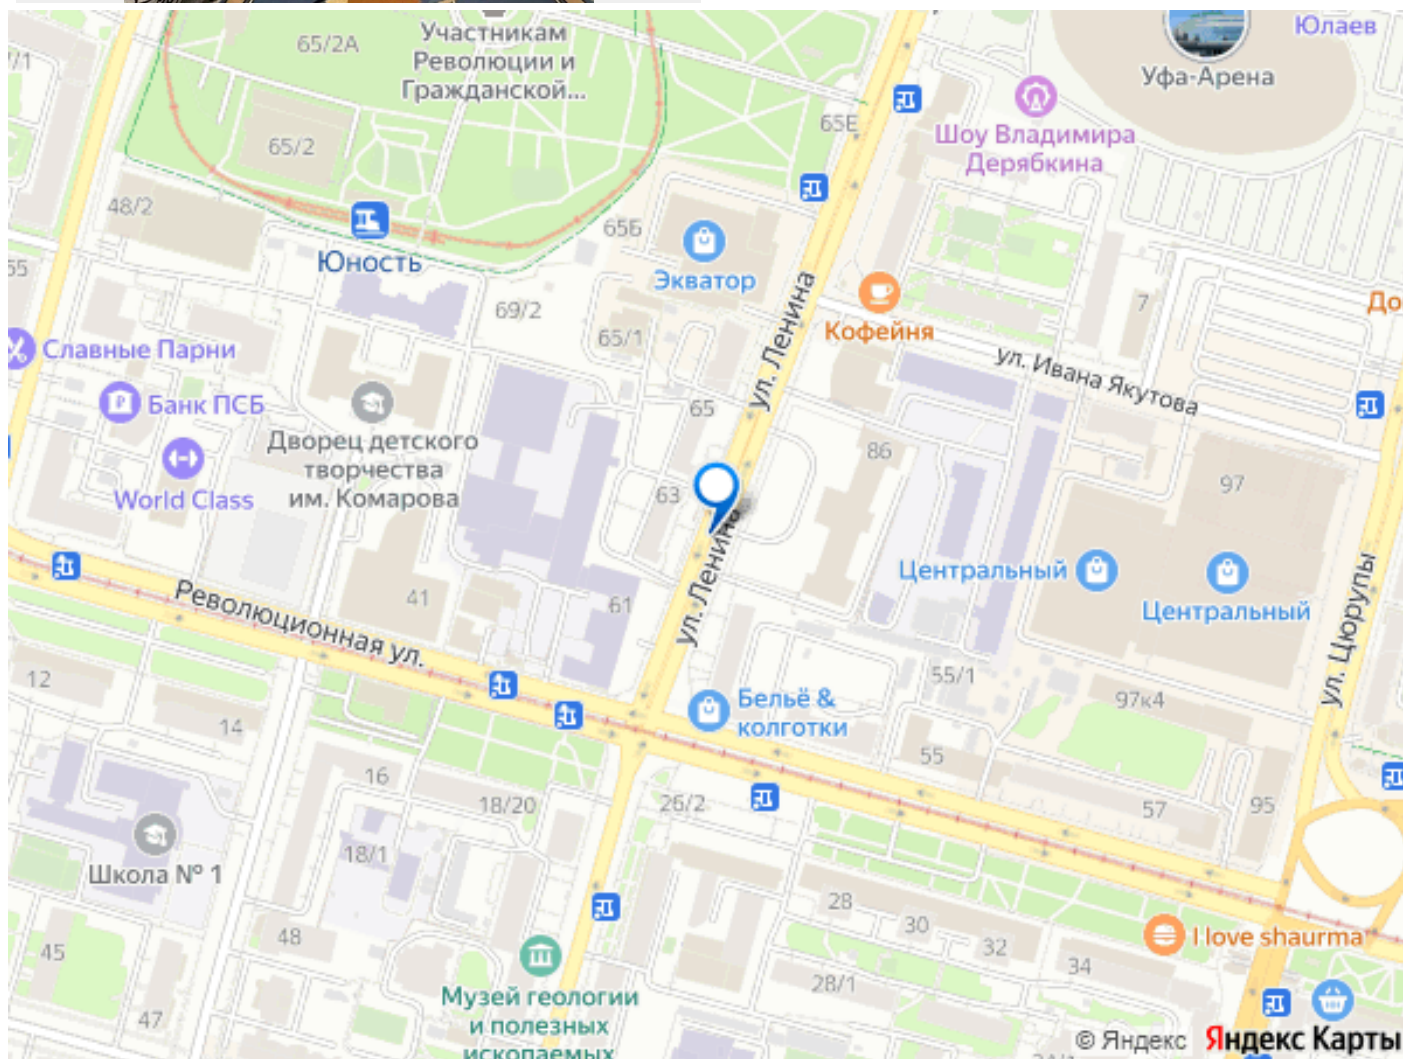 65/2А
Участникам
Революции и
Гражданской...
Юлаев
Уфа-Арена
/1
65/2
65Е
Шоу Владимира
Дерябкина
48/2
Юность
65Б
Экватор
55
69/2
65/1
Кофейня
7
До
ул. Ленина
ул. Ивана Якутова
Славные Парни
Банк ПСБ
65
Дворец детского
творчества
им. Комарова
World Class
63
86
97
ул. Ленина
Центральный
Центральный
ул. Цюрупы
Революционная ул.
41
61
12
14
Бельё &
колготки
55/1
97к4
55
16
18/20
26/2
57
95
18/1
Школа № 1
28
30
32
34
I love shaurma
45
48
28/1
47
Музей геологии
и полезных
ископаемых
© Яндекс Яндекс Карты